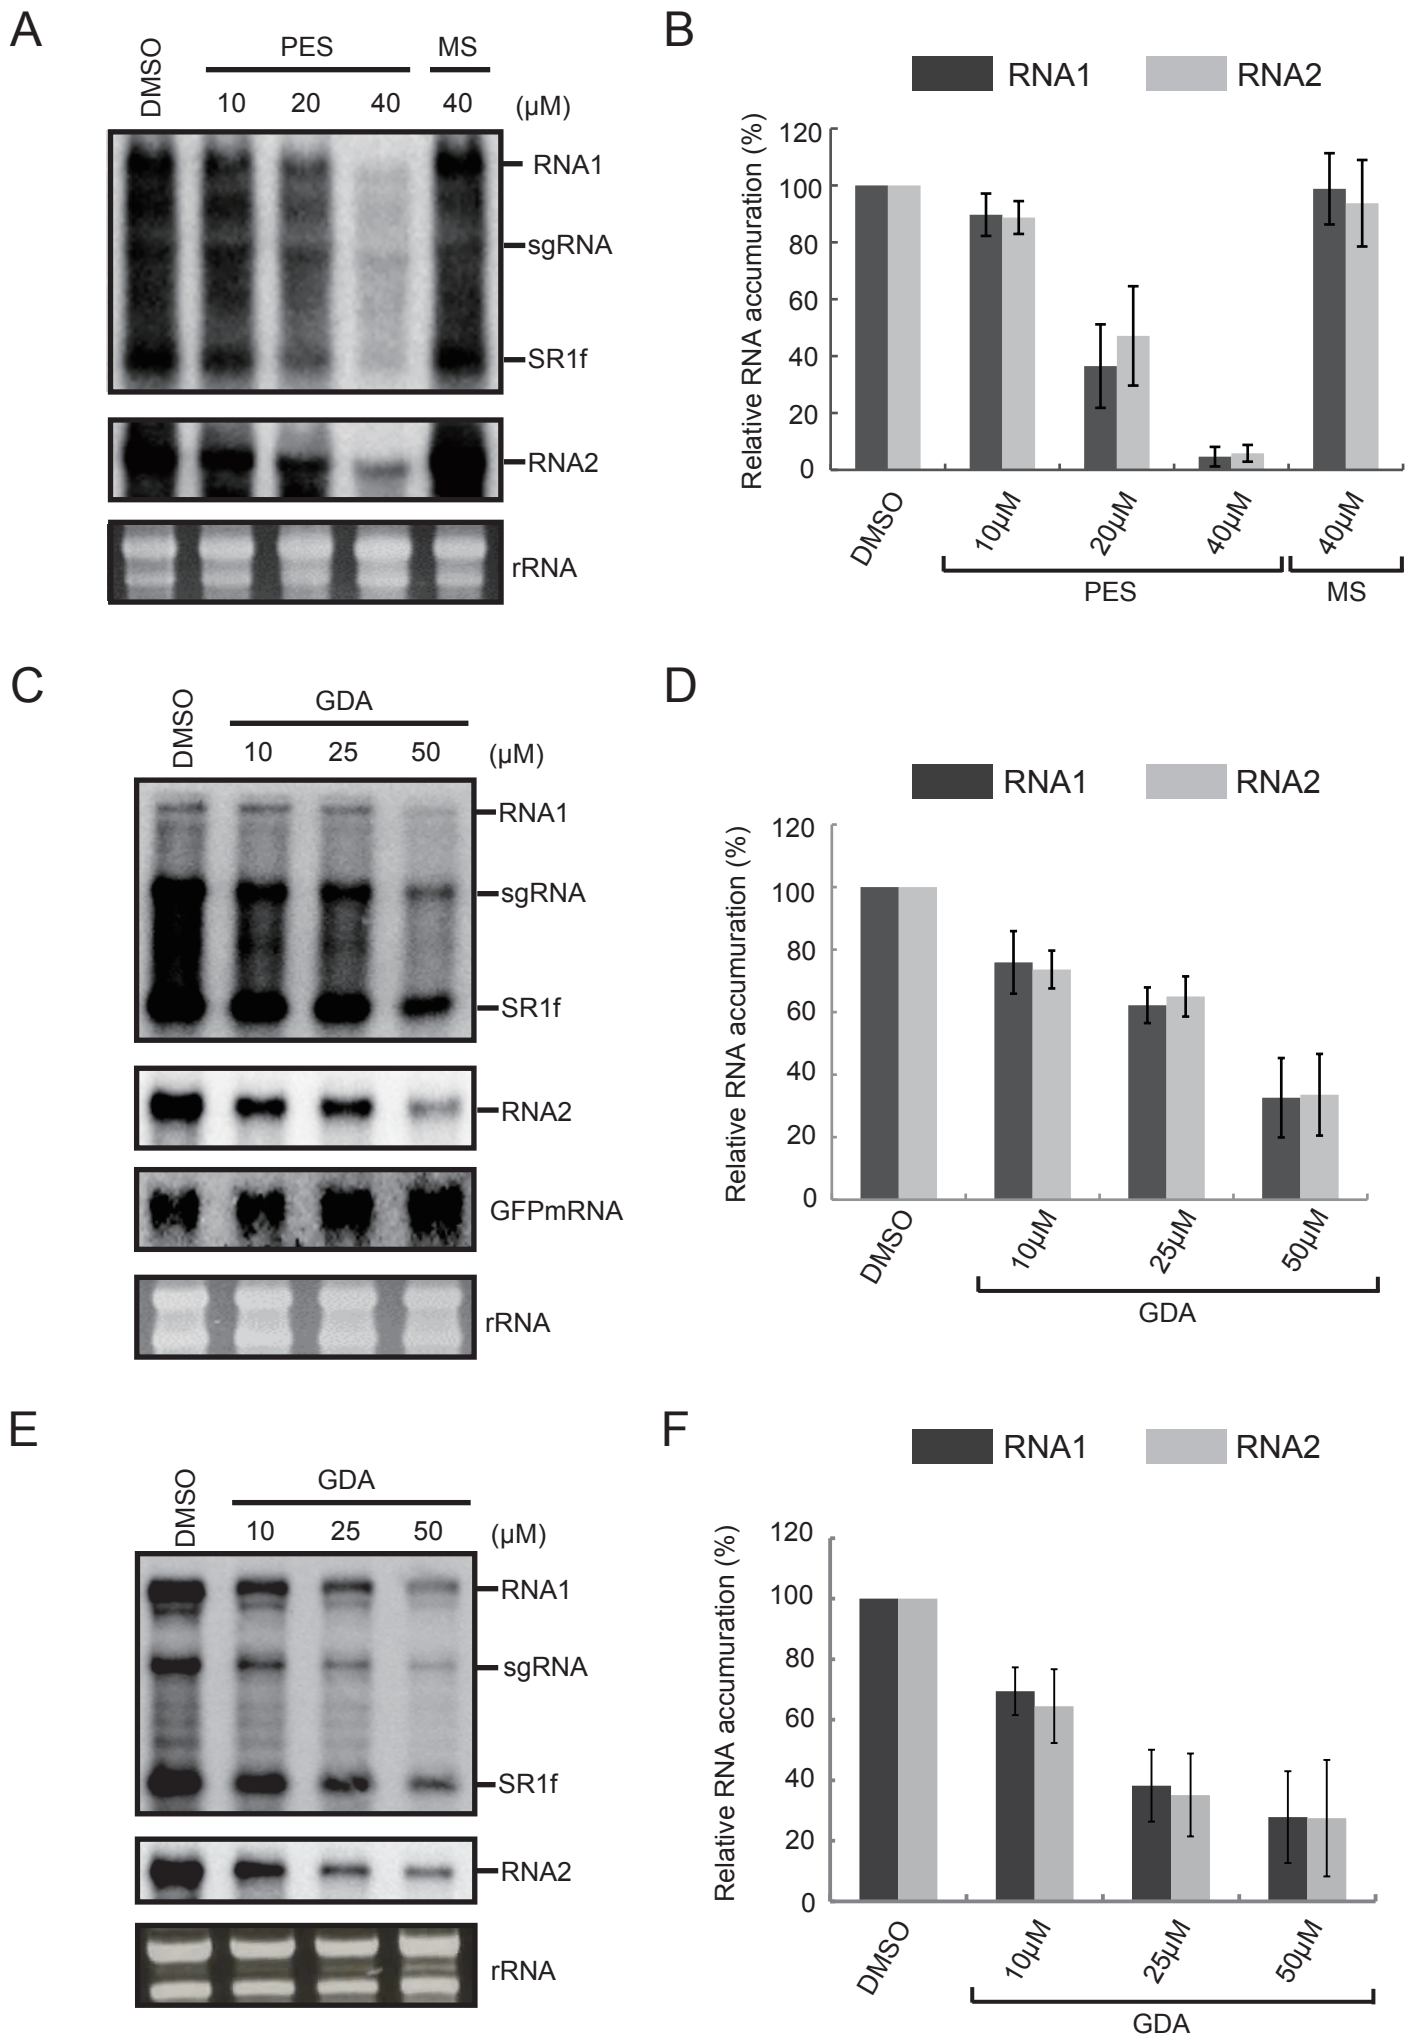 A
DMSO
PES
MS
10 20 40 40 (µM)
RNA1
sgRNA
SR1f
RNA2
rRNA
B
RNA1 RNA2
Relative RNA accumuration (%)
120
100
80
60
40
20
0
DMSO 10µM 20µM 40µM 40µM
PES MS
C
DMSO
GDA
10 25 50 (µM)
RNA1
sgRNA
SR1f
RNA2
GFPmRNA
rRNA
D
RNA1 RNA2
Relative RNA accumuration (%)
120
100
80
60
40
20
0
DMSO 10µM 25µM 50µM
GDA
E
DMSO
GDA
10 25 50 (µM)
RNA1
sgRNA
SR1f
RNA2
rRNA
F
RNA1 RNA2
Relative RNA accumuration (%)
120
100
80
60
40
20
0
DMSO 10µM 25µM 50µM
GDA